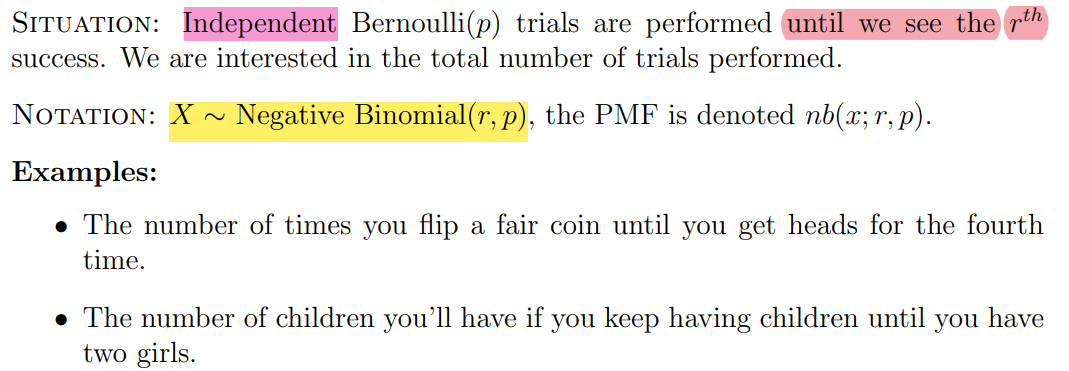 SITUATION: Independent Bernoulli(p) trials are performed until we see the r^th
success. We are interested in the total number of trials performed.
NOTATION: X ∼ Negative Binomial(r, p), the PMF is denoted nb(x; r, p).
Examples:
• The number of times you flip a fair coin until you get heads for the fourth
time.
• The number of children you'll have if you keep having children until you have
two girls.